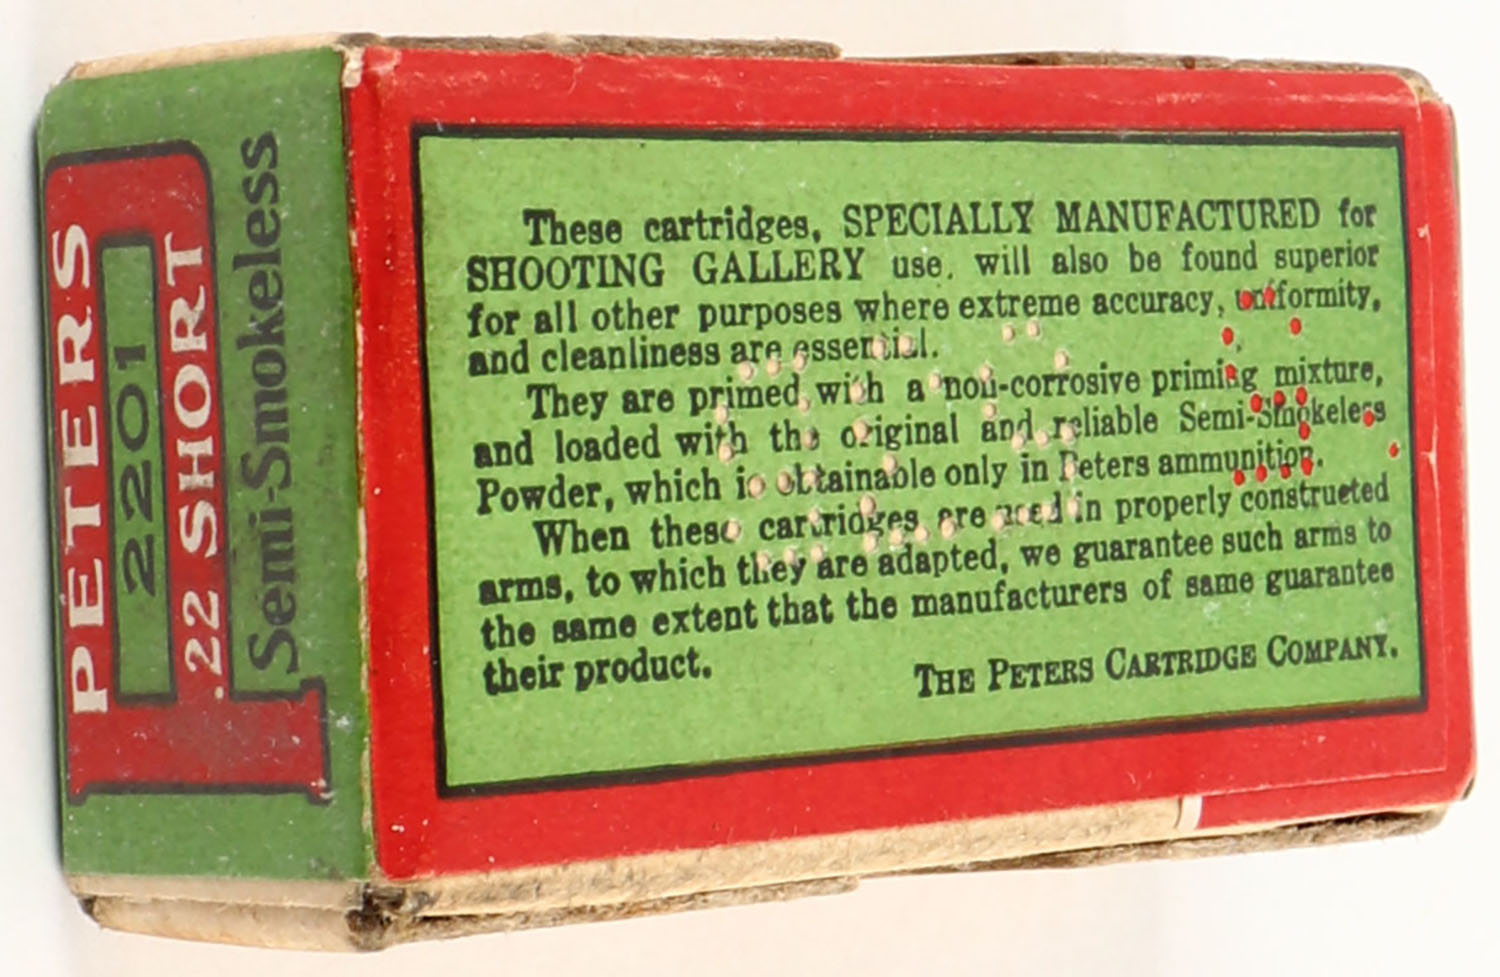 PETERS
2201
.22 SHORT
Semi-Smokeless
These cartridges, SPECIALLY MANUFACTURED for
SHOOTING GALLERY use, will also be found superior
for all other purposes where extreme accuracy, uniformity,
and cleanliness are essential.
They are primed with a non-corrosive priming mixture,
and loaded with the original and reliable Semi-Smokeless
Powder, which is obtainable only in Peters ammunition.
When these cartridges are used in properly constructed
arms, to which they are adapted, we guarantee such arms to
the same extent that the manufacturers of same guarantee
their product.
THE PETERS CARTRIDGE COMPANY.